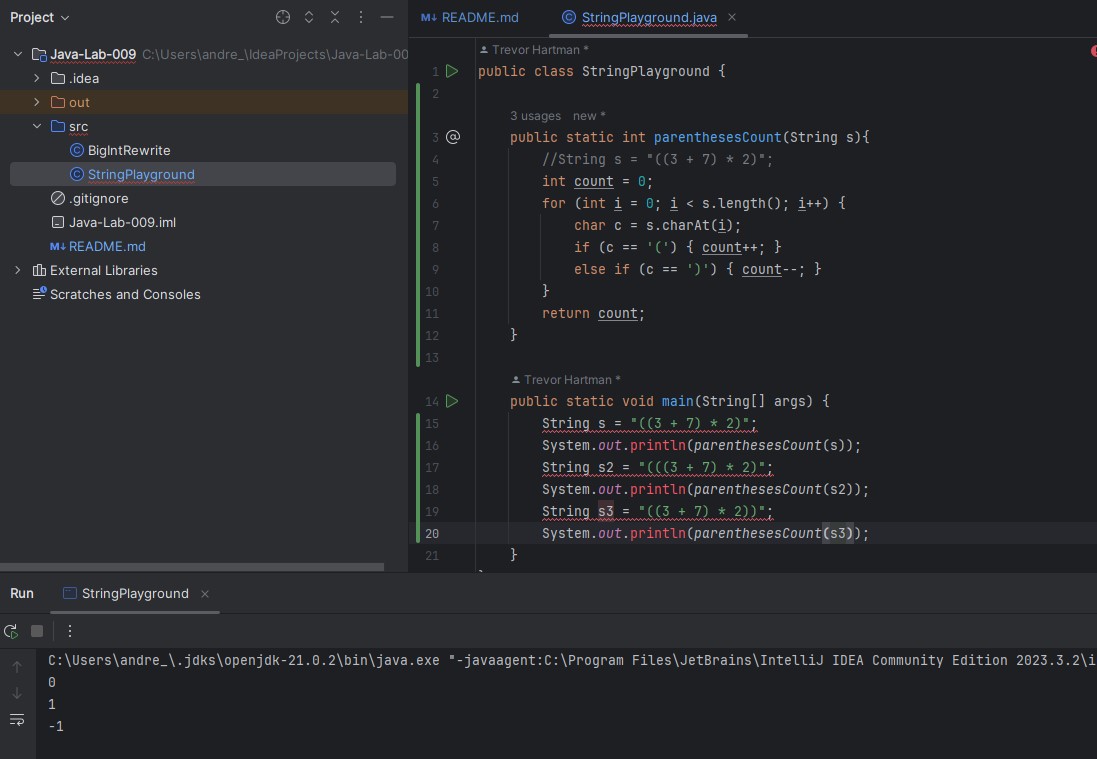 Project
Java-Lab-009 C:\Users\andre_\IdeaProjects\Java-Lab-00
.idea
out
src
BigIntRewrite
StringPlayground
.gitignore
Java-Lab-009.iml
M↓ README.md
External Libraries
Scratches and Consoles
M↓ README.md
StringPlayground.java
Trevor Hartman *
1 public class StringPlayground {
2
3 usages new *
3 @ public static int parenthesesCount(String s){
4 //String s = "((3 + 7) * 2)";
5 int count = 0;
6 for (int i = 0; i < s.length(); i++) {
7 char c = s.charAt(i);
8 if (c == '(') { count++; }
9 else if (c == ')') { count--; }
10 }
11 return count;
12 }
13
Trevor Hartman *
14 public static void main(String[] args) {
15 String s = "((3 + 7) * 2)";
16 System.out.println(parenthesesCount(s));
17 String s2 = "(((3 + 7) * 2)";
18 System.out.println(parenthesesCount(s2));
19 String s3 = "((3 + 7) * 2))";
20 System.out.println(parenthesesCount(s3));
21 }
Run StringPlayground
C:\Users\andre_\.jdks\openjdk-21.0.2\bin\java.exe "-javaagent:C:\Program Files\JetBrains\IntelliJ IDEA Community Edition 2023.3.2\
0
1
-1